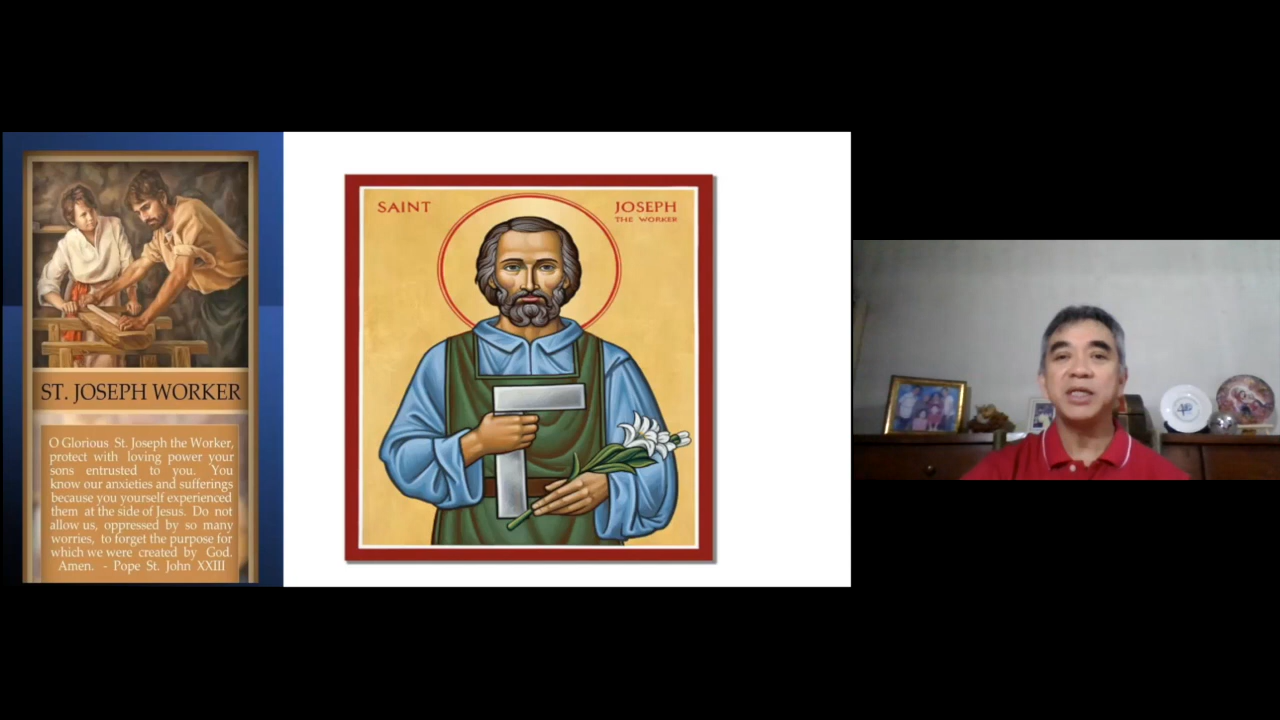 ST. JOSEPH WORKER
O Glorious St. Joseph the Worker,
protect with loving power your
sons entrusted to you. You
know our anxieties and sufferings
because you yourself experienced
them at the side of Jesus. Do not
allow us, oppressed by so many
worries, to forget the purpose for
which we were created by God.
Amen. - Pope St. John XXIII
SAINT JOSEPH
THE WORKER